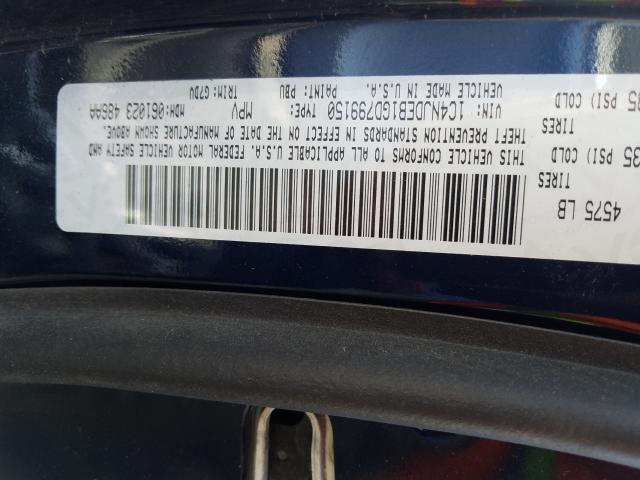 4575 LB
TIRES
35 PSI) COLD
35 PSI) COLD
THIS VEHICLE CONFORMS TO ALL APPLICABLE U.S.A. FEDERAL MOTOR VEHICLE SAFETY AND
THEFT PREVENTION STANDARDS IN EFFECT ON THE DATE OF MANUFACTURE SHOWN ABOVE.
VIN: 1C4NJDEB1GD799150 TYPE: MPV MDH:061023 486AA
VEHICLE MADE IN U.S.A. PAINT: PBU TRIM: G7DV